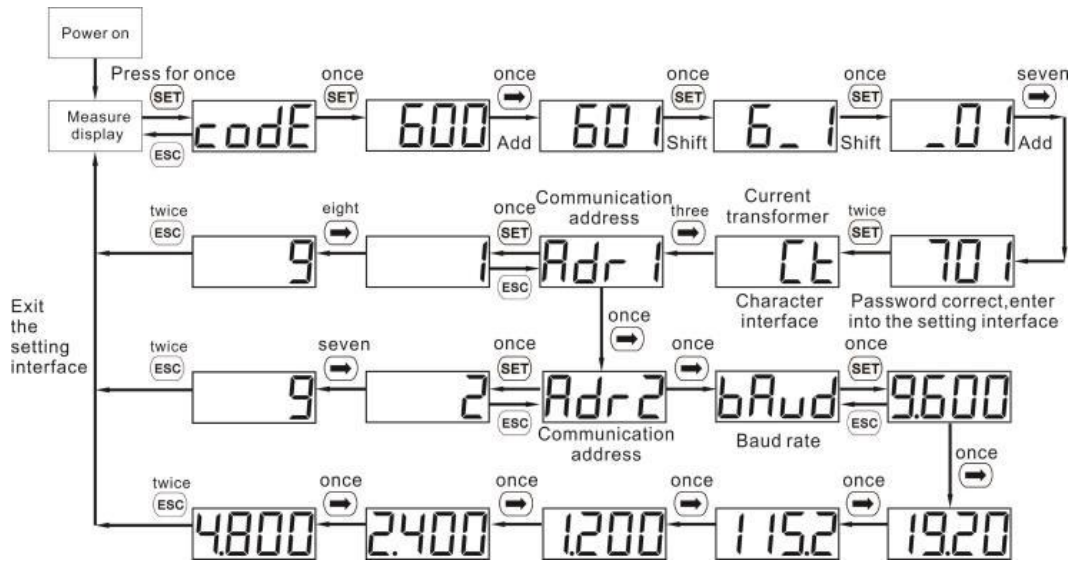 Power on
Press for once
SET
once
SET
once
Add
once
SET
Shift
once
SET
Shift
seven
Add
Measure
display
ESC
codE
600
601
6_1
_01
twice
ESC
eight
once
SET
ESC
Communication
address
three
Current
transformer
twice
SET
9
1
Adr1
Ct
701
Character
interface
Password correct,enter
into the setting interface
Exit
the
setting
interface
once
twice
ESC
seven
once
SET
ESC
once
once
SET
ESC
9
2
Adr2
bAud
9.600
Communication
address
Baud rate
once
twice
ESC
once
once
once
once
4.800
2.400
1.200
115.2
19.20